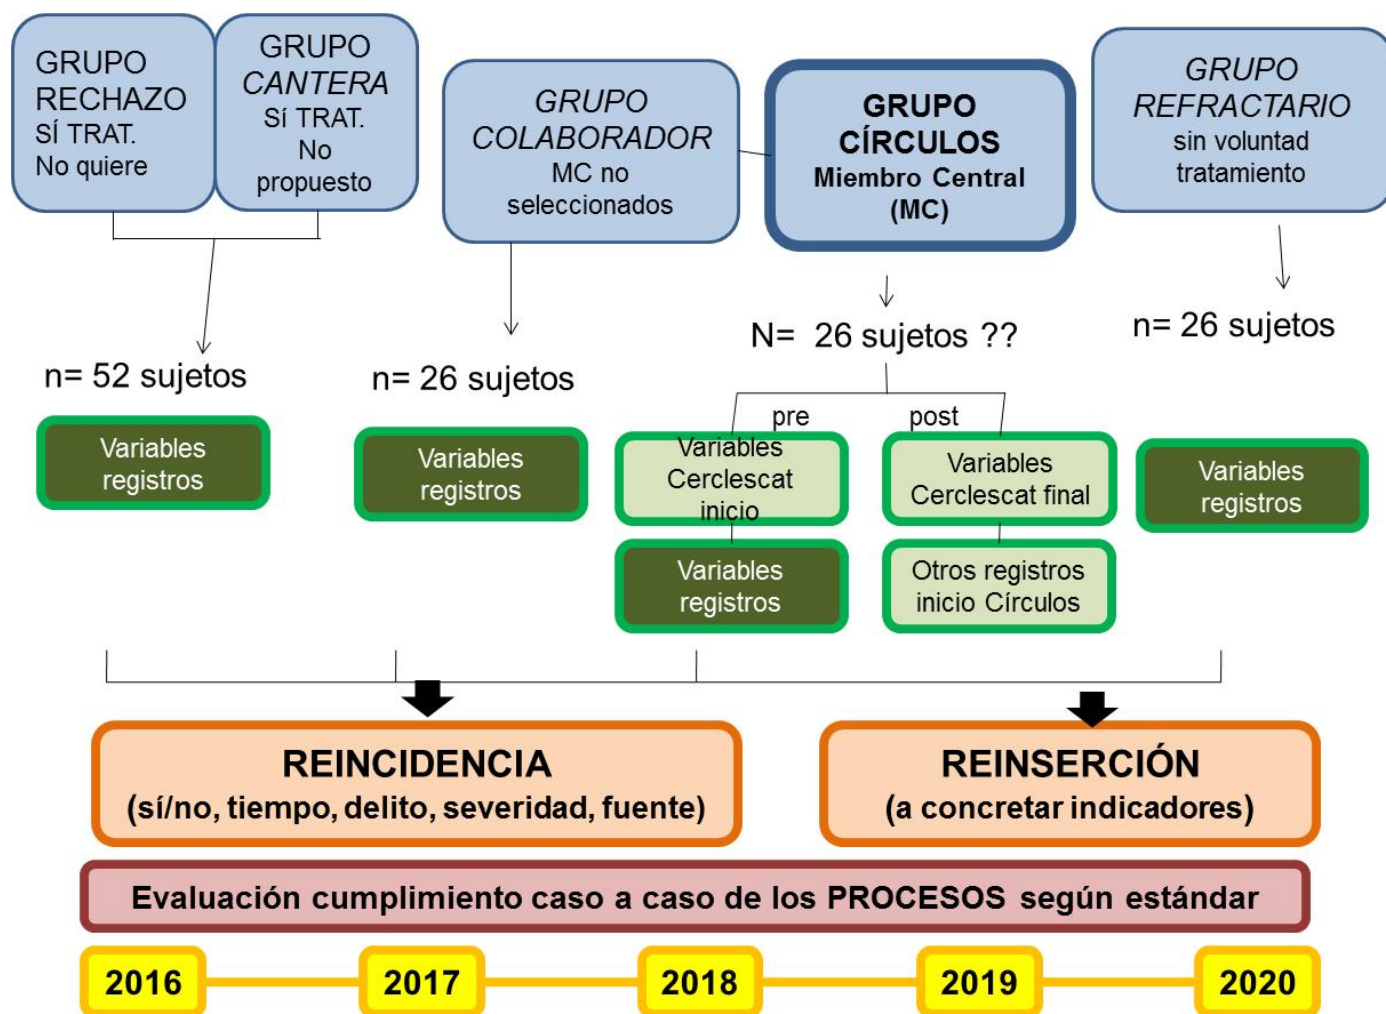 GRUPO
RECHAZO
SÍ TRAT.
No quiere
GRUPO
CANTERA
SÍ TRAT.
No
propuesto
GRUPO
COLABORADOR
MC no
seleccionados
GRUPO
CÍRCULOS
Miembro Central
(MC)
GRUPO
REFRACTARIO
sin voluntad
tratamiento
n= 52 sujetos
n= 26 sujetos
N= 26 sujetos ??
n= 26 sujetos
pre
post
Variables
registros
Variables
registros
Variables
Cerclescat
inicio
Variables
Cerclescat final
Variables
registros
Variables
registros
Otros registros
inicio Círculos
REINCIDENCIA
(sí/no, tiempo, delito, severidad, fuente)
REINSERCIÓN
(a concretar indicadores)
Evaluación cumplimiento caso a caso de los PROCESOS según estándar
2016
2017
2018
2019
2020